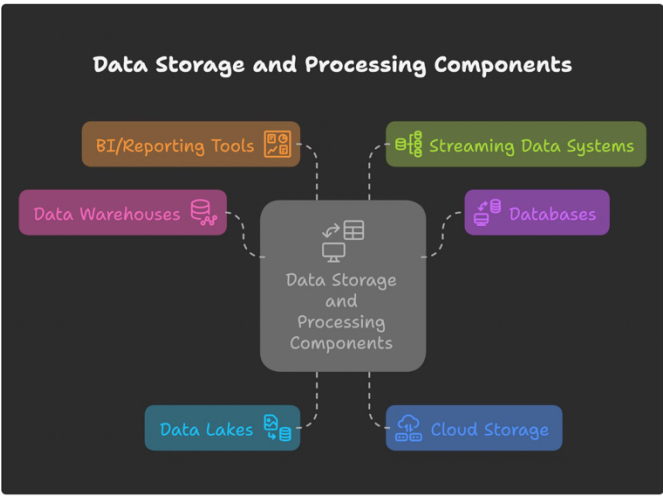 Data Storage and Processing Components
BI/Reporting Tools
Streaming Data Systems
Data Warehouses
Databases
Data Storage
and
Processing
Components
Data Lakes
Cloud Storage